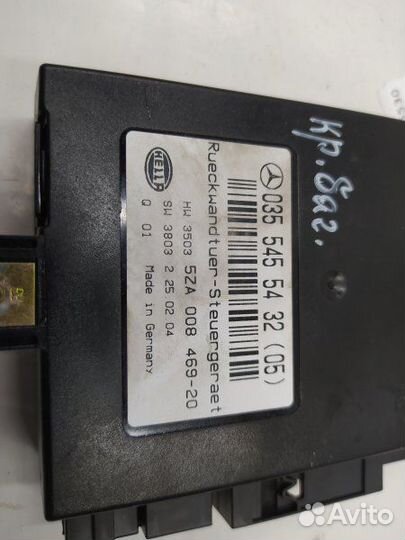 035 545 54 32 (05)
Rueckwandtuer-Steuergeraet
HELLA
HW 3503 5ZA 008 469-20
SW 3803 2 25 02 04
Q 01 Made in Germany
Кр. баг.
Avito